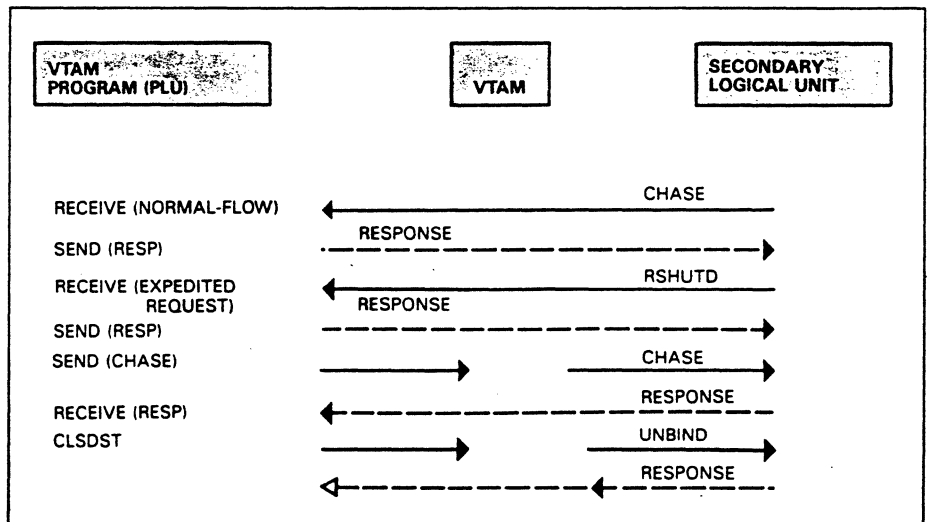 VTAM
PROGRAM (PLU)
VTAM
SECONDARY
LOGICAL UNIT
RECEIVE (NORMAL-FLOW)
CHASE
SEND (RESP)
RESPONSE
RECEIVE (EXPEDITED
REQUEST)
RSHUTD
RESPONSE
SEND (RESP)
SEND (CHASE)
CHASE
RECEIVE (RESP)
RESPONSE
CLSDST
UNBIND
RESPONSE